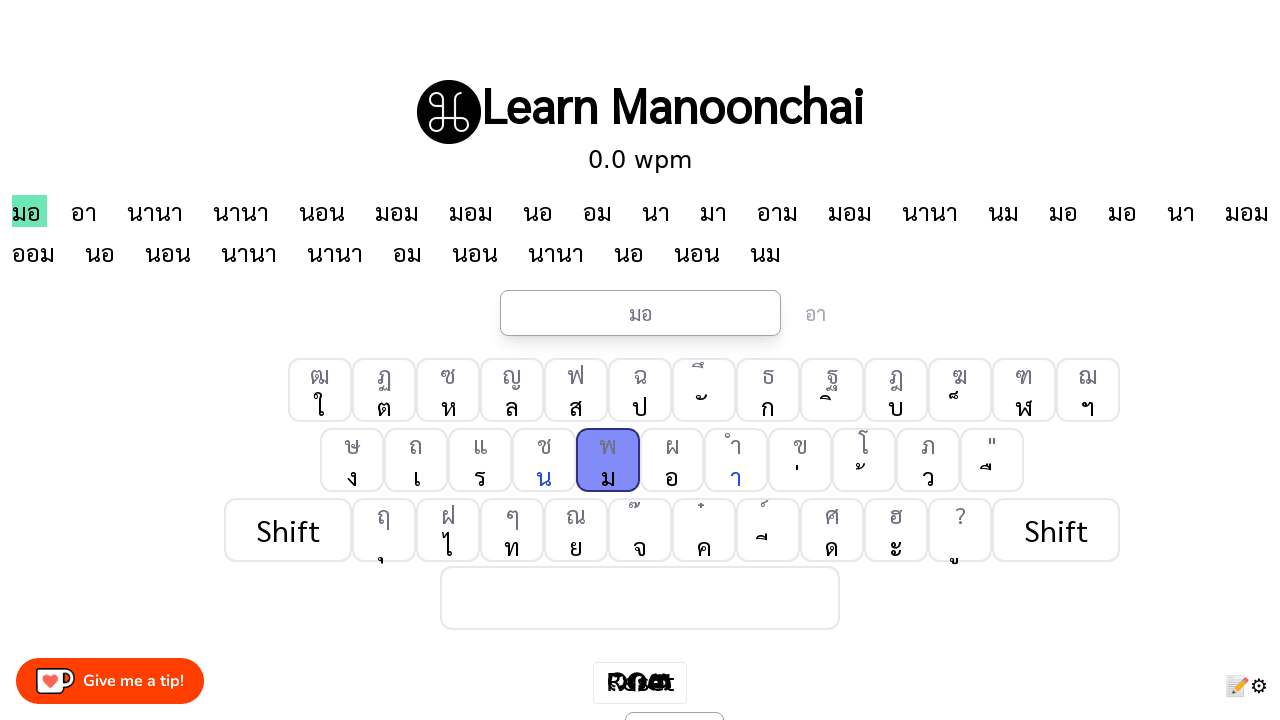 Learn Manoonchai
0.0 wpm
มอ อา นานา นานา นอน มอม มอม นอ อม นา มา อาม มอม นานา นม มอ มอ นา มอม
ออม นอ นอน นานา นานา อม นอน นานา นอ นอน นม
มอ อา
ฒ ฏ ซ ญ ฟ ฉ ึ ธ ฐ ฎ ฆ ฑ ฌ
ใ ต ห ล ส ป ั ก ิ บ ็ ฬ ฯ
ษ ถ แ ช พ ผ ำ ข โ ภ "
ง เ ร น ม อ า ่ ้ ว ื
Shift ฤ ฝ ๆ ณ ๊ ๋ ์ ศ ฮ ? Shift
ุ ไ ท ย จ ค ี ด ะ ู
Give me a tip!
Reset